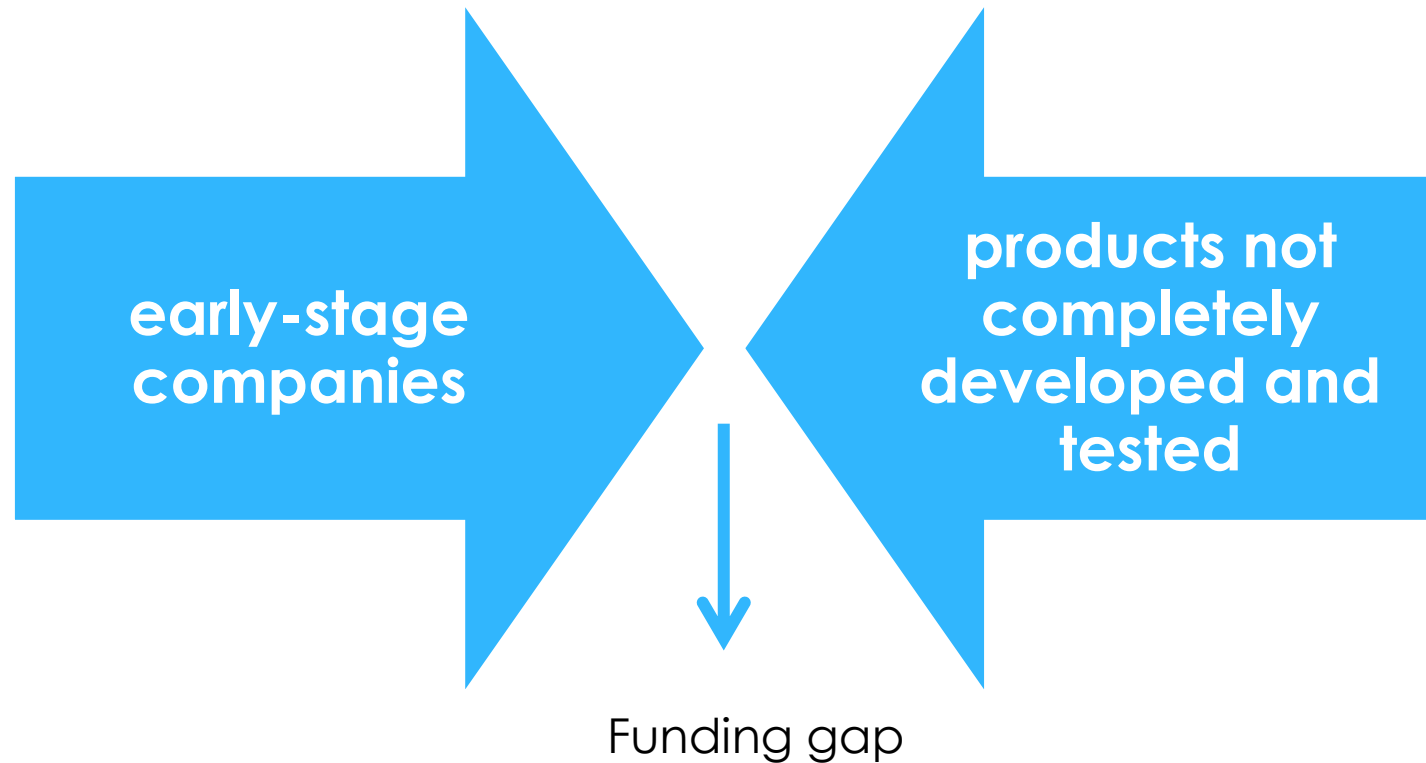 early-stage
companies
products not
completely
developed and
tested
Funding gap